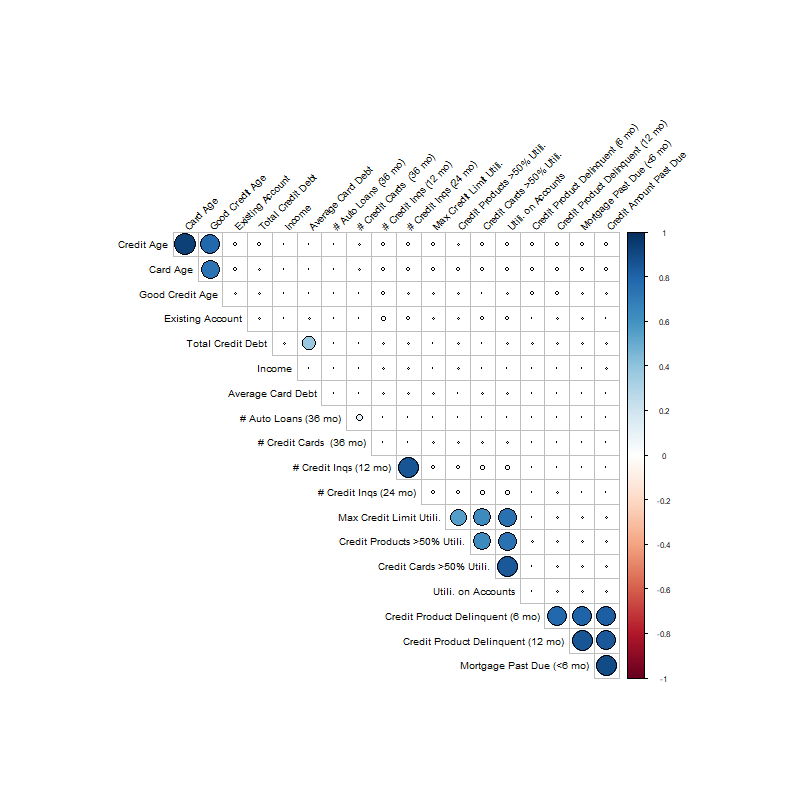 Card Age
Good Credit Age
Existing Account
Total Credit Debt
Income
Average Card Debt
# Auto Loans (36 mo)
# Credit Cards  (36 mo)
# Credit Inqs (12 mo)
# Credit Inqs (24 mo)
Max Credit Limit Utili.
Credit Products >50% Utili.
Credit Cards >50% Utili.
Utili. on Accounts
Credit Product Delinquent (6 mo)
Credit Product Delinquent (12 mo)
Mortgage Past Due (<6 mo)
Credit Amount Past Due
Credit Age
Card Age
Good Credit Age
Existing Account
Total Credit Debt
Income
Average Card Debt
# Auto Loans (36 mo)
# Credit Cards  (36 mo)
# Credit Inqs (12 mo)
# Credit Inqs (24 mo)
Max Credit Limit Utili.
Credit Products >50% Utili.
Credit Cards >50% Utili.
Utili. on Accounts
Credit Product Delinquent (6 mo)
Credit Product Delinquent (12 mo)
Mortgage Past Due (<6 mo)
1
0.8
0.6
0.4
0.2
0
-0.2
-0.4
-0.6
-0.8
-1